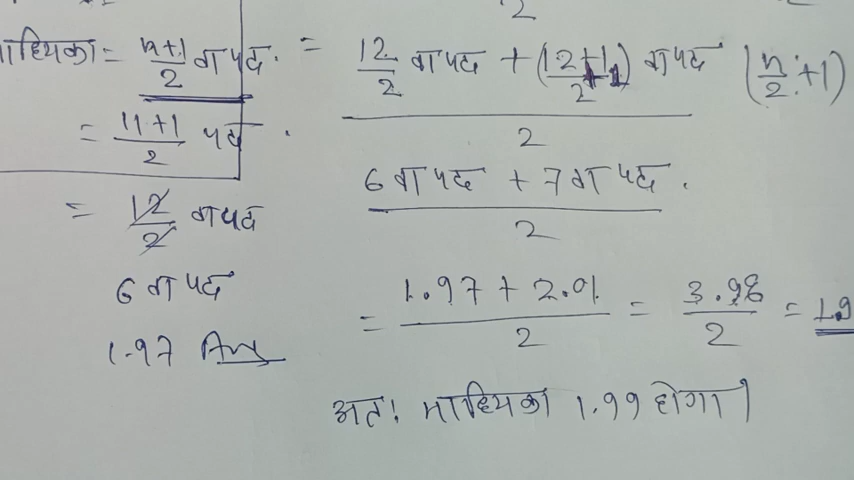 माध्यिका = n+1/2 वा पद.
= 11+1/2 पद.
= 12/2 वा पद
6 वा पद
1.97 Ans
2
= 12/2 वा पद + (12/2+1) वा पद / 2 (n/2+1)
6 वा पद + 7 वा पद. / 2
= 1.97 + 2.01 / 2 = 3.98 / 2 = 1.9
अतः माध्यिका 1.99 होगा।